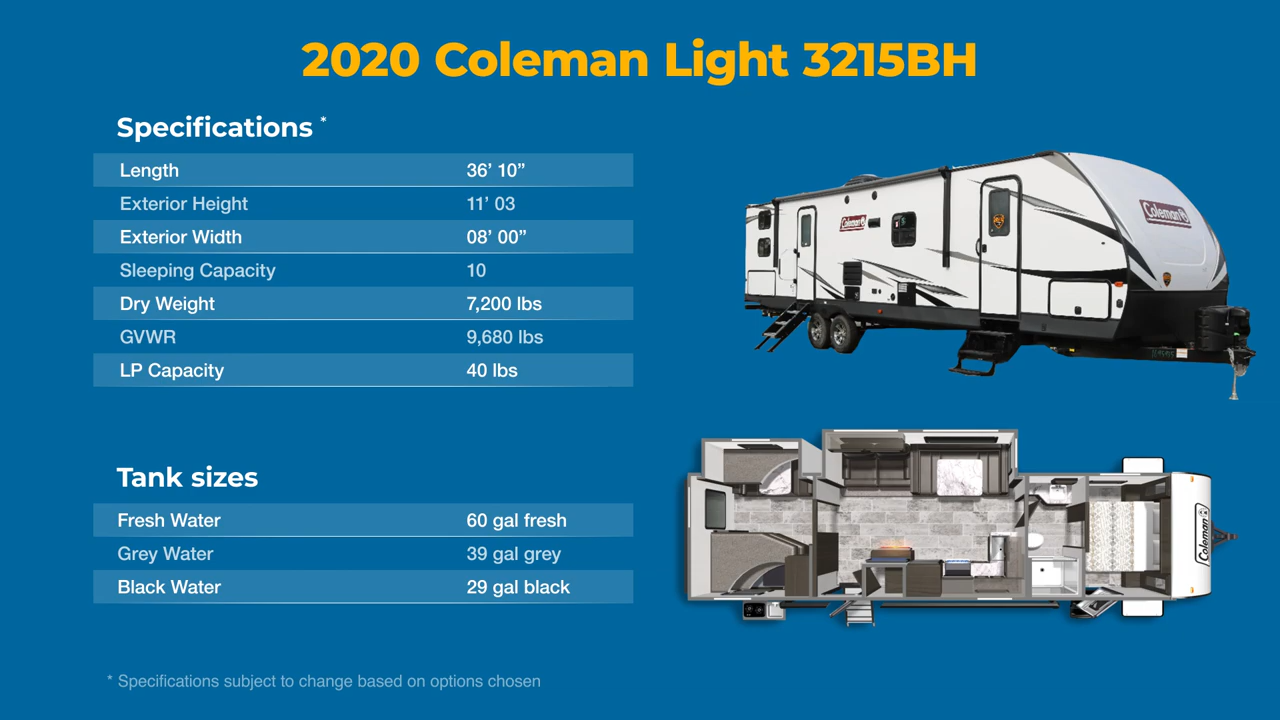 2020 Coleman Light 3215BH
Specifications *
Length 36’ 10”
Exterior Height 11’ 03
Exterior Width 08’ 00”
Sleeping Capacity 10
Dry Weight 7,200 lbs
GVWR 9,680 lbs
LP Capacity 40 lbs
Coleman
Coleman
Tank sizes
Fresh Water 60 gal fresh
Grey Water 39 gal grey
Black Water 29 gal black
Coleman
* Specifications subject to change based on options chosen